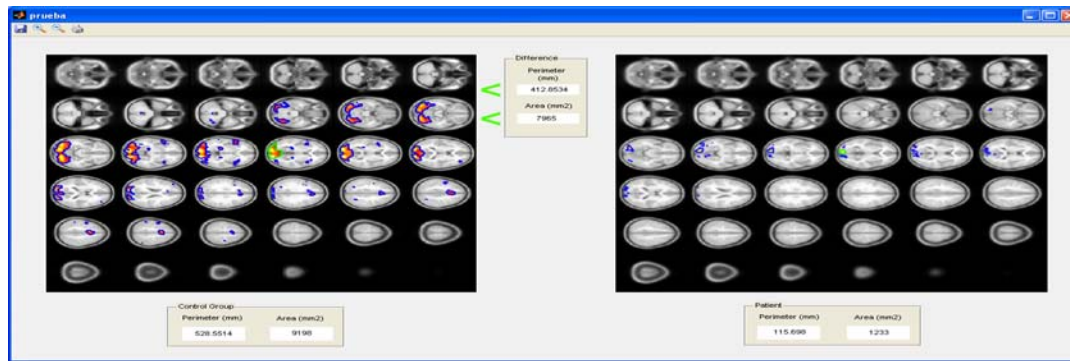 prueba
Difference
Perimeter (mm)
412.8534
Area (mm2)
7965
Control Group
Perimeter (mm) Area (mm2)
528.5514 9198
Patient
Perimeter (mm) Area (mm2)
115.698 1233